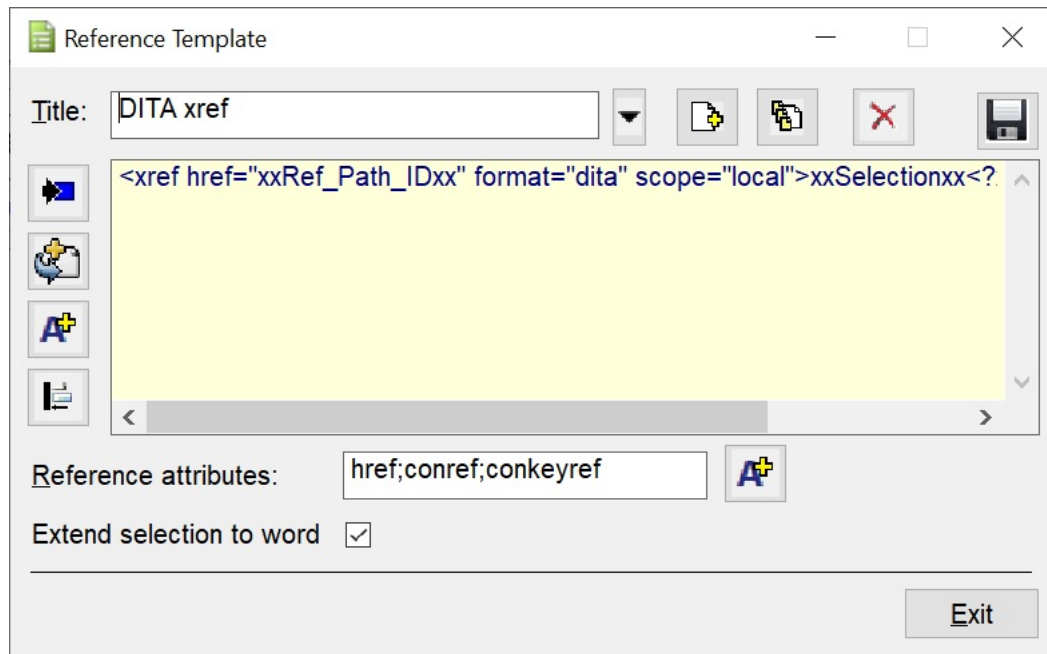 Reference Template
Title: DITA xref
<xref href="xxRef_Path_IDxx" format="dita" scope="local">xxSelectionxx<?
Reference attributes: href;conref;conkeyref
Extend selection to word
Exit